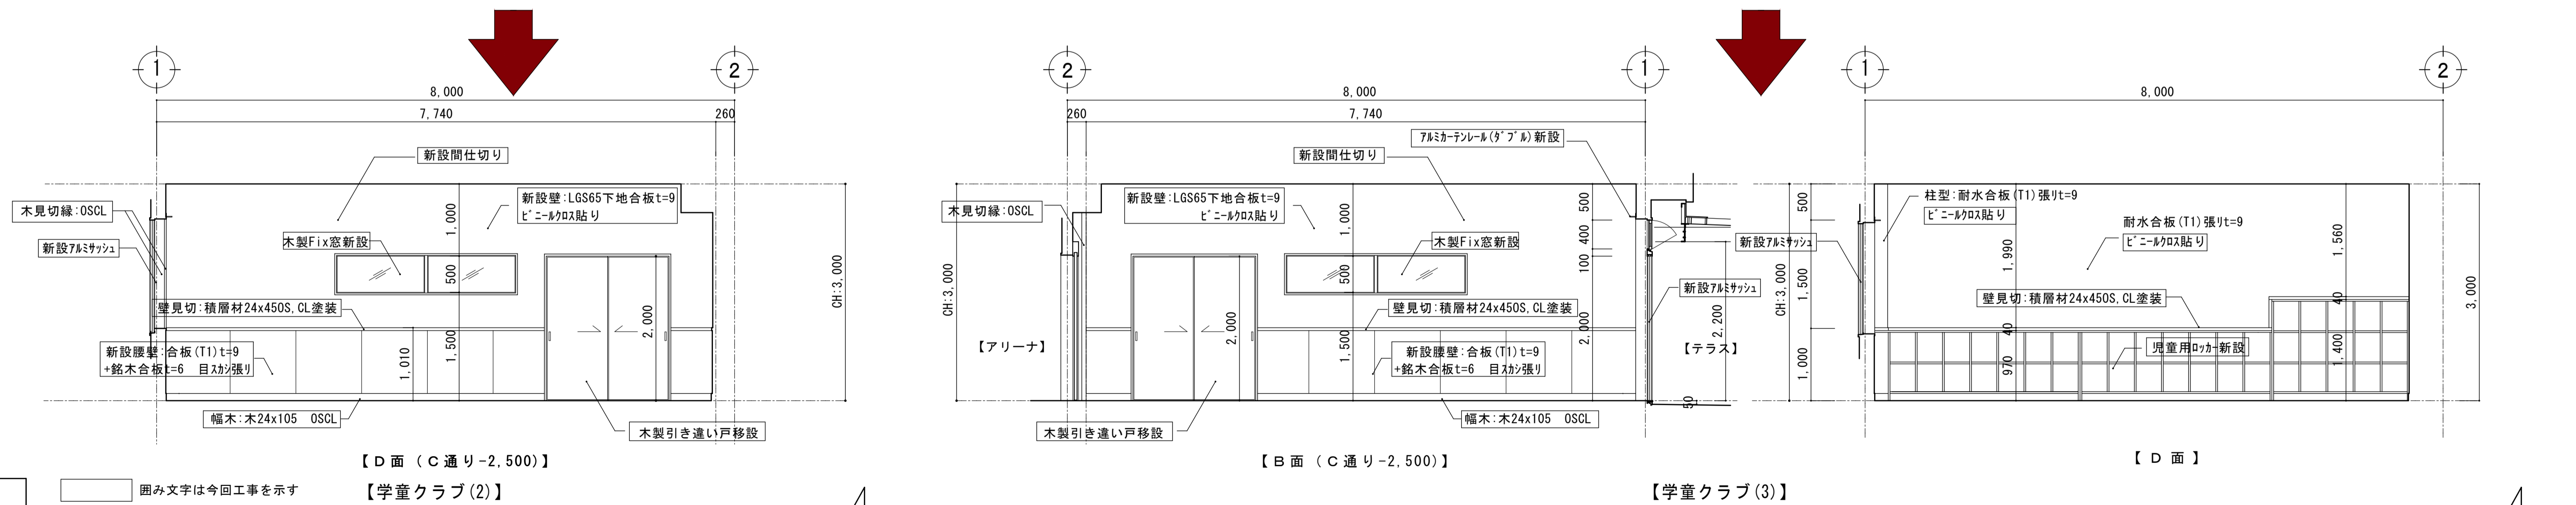 1
2
8,000
7,740
260
新設間仕切り
新設壁:LGS65下地合板t=9
ビニールクロス貼り
木見切縁:OSCL
新設アルミサッシュ
木製Fix窓新設
1,000
500
1,500
1,010
2,000
CH:3,000
壁見切:積層材24x450S,CL塗装
新設腰壁:合板(T1)t=9
+銘木合板t=6 目スカシ張り
幅木:木24x105 OSCL
木製引き違い戸移設
【D面(C通り-2,500)】
囲み文字は今回工事を示す
【学童クラブ(2)】
2
1
8,000
260
7,740
アルミカーテンレール(ダブル)新設
新設間仕切り
新設壁:LGS65下地合板t=9
ビニールクロス貼り
木見切縁:OSCL
木製Fix窓新設
CH:3,000
1,000
500
1,500
2,000
500
400
100
2,000
2,200
50
新設アルミサッシュ
壁見切:積層材24x450S,CL塗装
【アリーナ】
【テラス】
新設腰壁:合板(T1)t=9
+銘木合板t=6 目スカシ張り
幅木:木24x105 OSCL
木製引き違い戸移設
【B面(C通り-2,500)】
1
2
8,000
柱型:耐水合板(T1)張りt=9
ビニールクロス貼り
耐水合板(T1)張りt=9
ビニールクロス貼り
新設アルミサッシュ
CH:3,000
500
1,500
1,000
1,990
40
970
1,560
40
1,400
3,000
壁見切:積層材24x450S,CL塗装
児童用ロッカー新設
【D面】
【学童クラブ(3)】